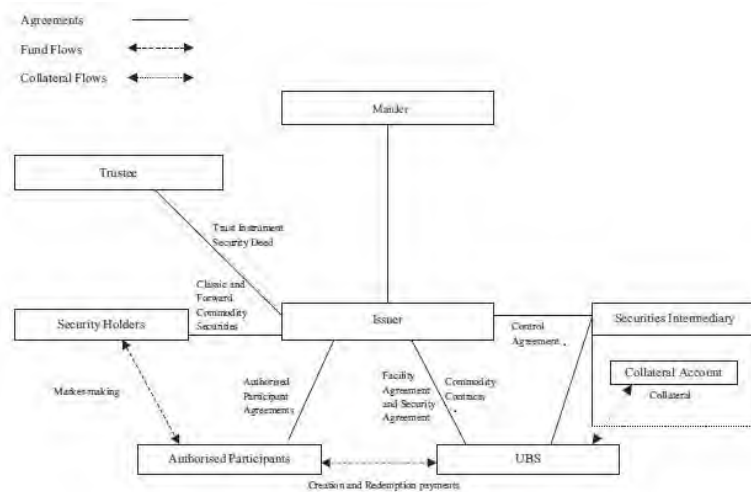 Agreements
Fund Flows
Collateral Flows
Trustee
Trust Instrument
Security Deed
Classic and
Forward
Commodity
Securities
Security Holders
Issuer
Control
Agreement
Securities Intermediary
Collateral Account
Collateral
Market-making
Authorised
Participant
Agreements
Facility
Agreement
and Security
Agreement
Commodity
Contracts
Authorised Participants
UBS
Creation and Redemption payments